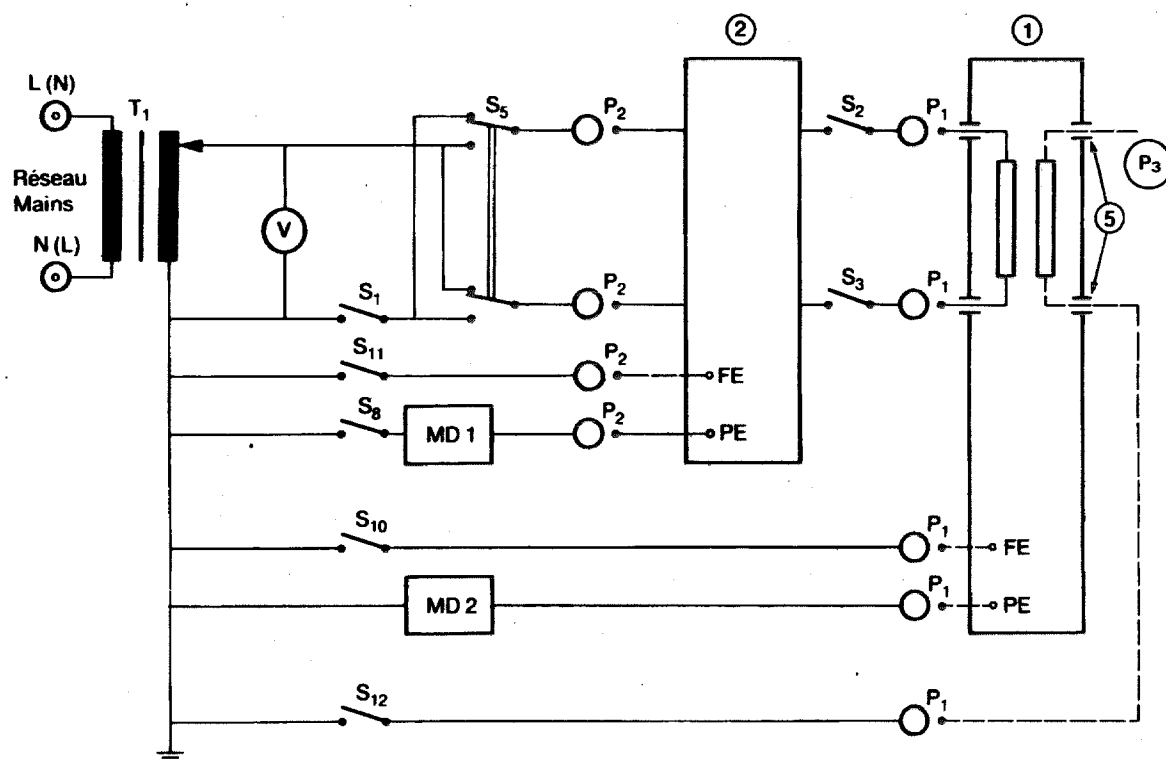 ② ①
L (N) T₁ S₅ P₂ S₂ P₁
P₃
Réseau
Mains
V
⑤
N (L) S₁ P₂ S₃ P₁
S₁₁ P₂ FE
S₈ MD 1 P₂ PE
S₁₀ P₁ FE
MD 2 P₁ PE
S₁₂ P₁